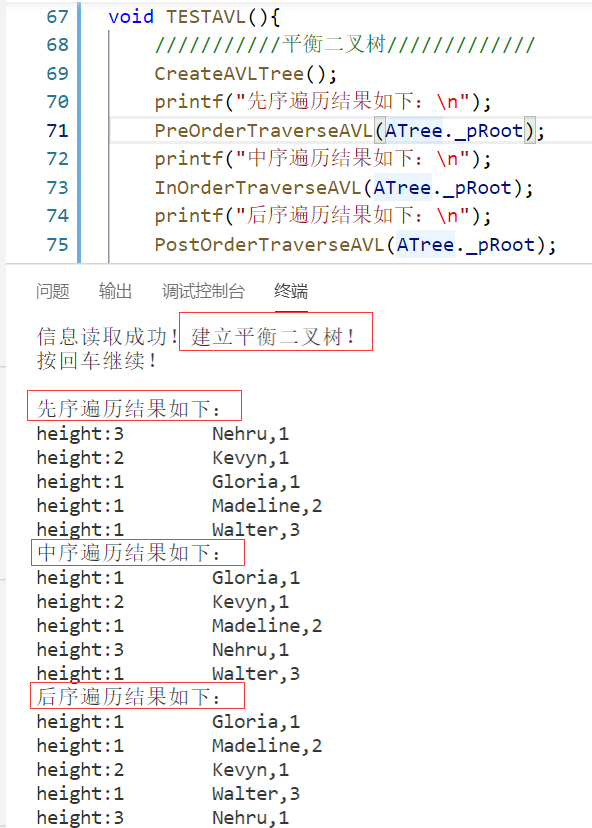 67 void TESTAVL(){
68 ///////////平衡二叉树/////////////
69 CreateAVLTree();
70 printf("先序遍历结果如下：\n");
71 PreOrderTraverseAVL(ATree._pRoot);
72 printf("中序遍历结果如下：\n");
73 InOrderTraverseAVL(ATree._pRoot);
74 printf("后序遍历结果如下：\n");
75 PostOrderTraverseAVL(ATree._pRoot);
问题 输出 调试控制台 终端
信息读取成功！建立平衡二叉树！
按回车继续！
先序遍历结果如下：
height:3 Nehru,1
height:2 Kevyn,1
height:1 Gloria,1
height:1 Madeline,2
height:1 Walter,3
中序遍历结果如下：
height:1 Gloria,1
height:2 Kevyn,1
height:1 Madeline,2
height:3 Nehru,1
height:1 Walter,3
后序遍历结果如下：
height:1 Gloria,1
height:1 Madeline,2
height:2 Kevyn,1
height:1 Walter,3
height:3 Nehru,1